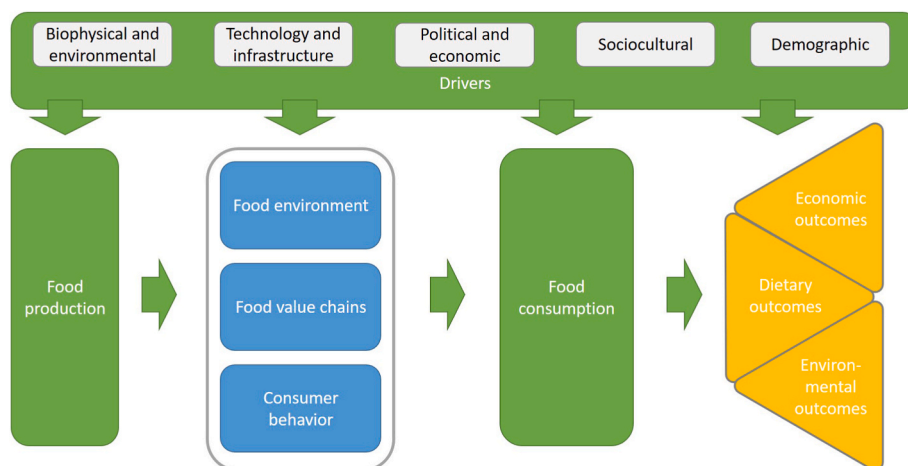 Biophysical and
environmental
Technology and
infrastructure
Political and
economic
Sociocultural
Demographic
Drivers
Food
production
Food environment
Food value chains
Consumer
behavior
Food
consumption
Economic
outcomes
Dietary
outcomes
Environ-
mental
outcomes